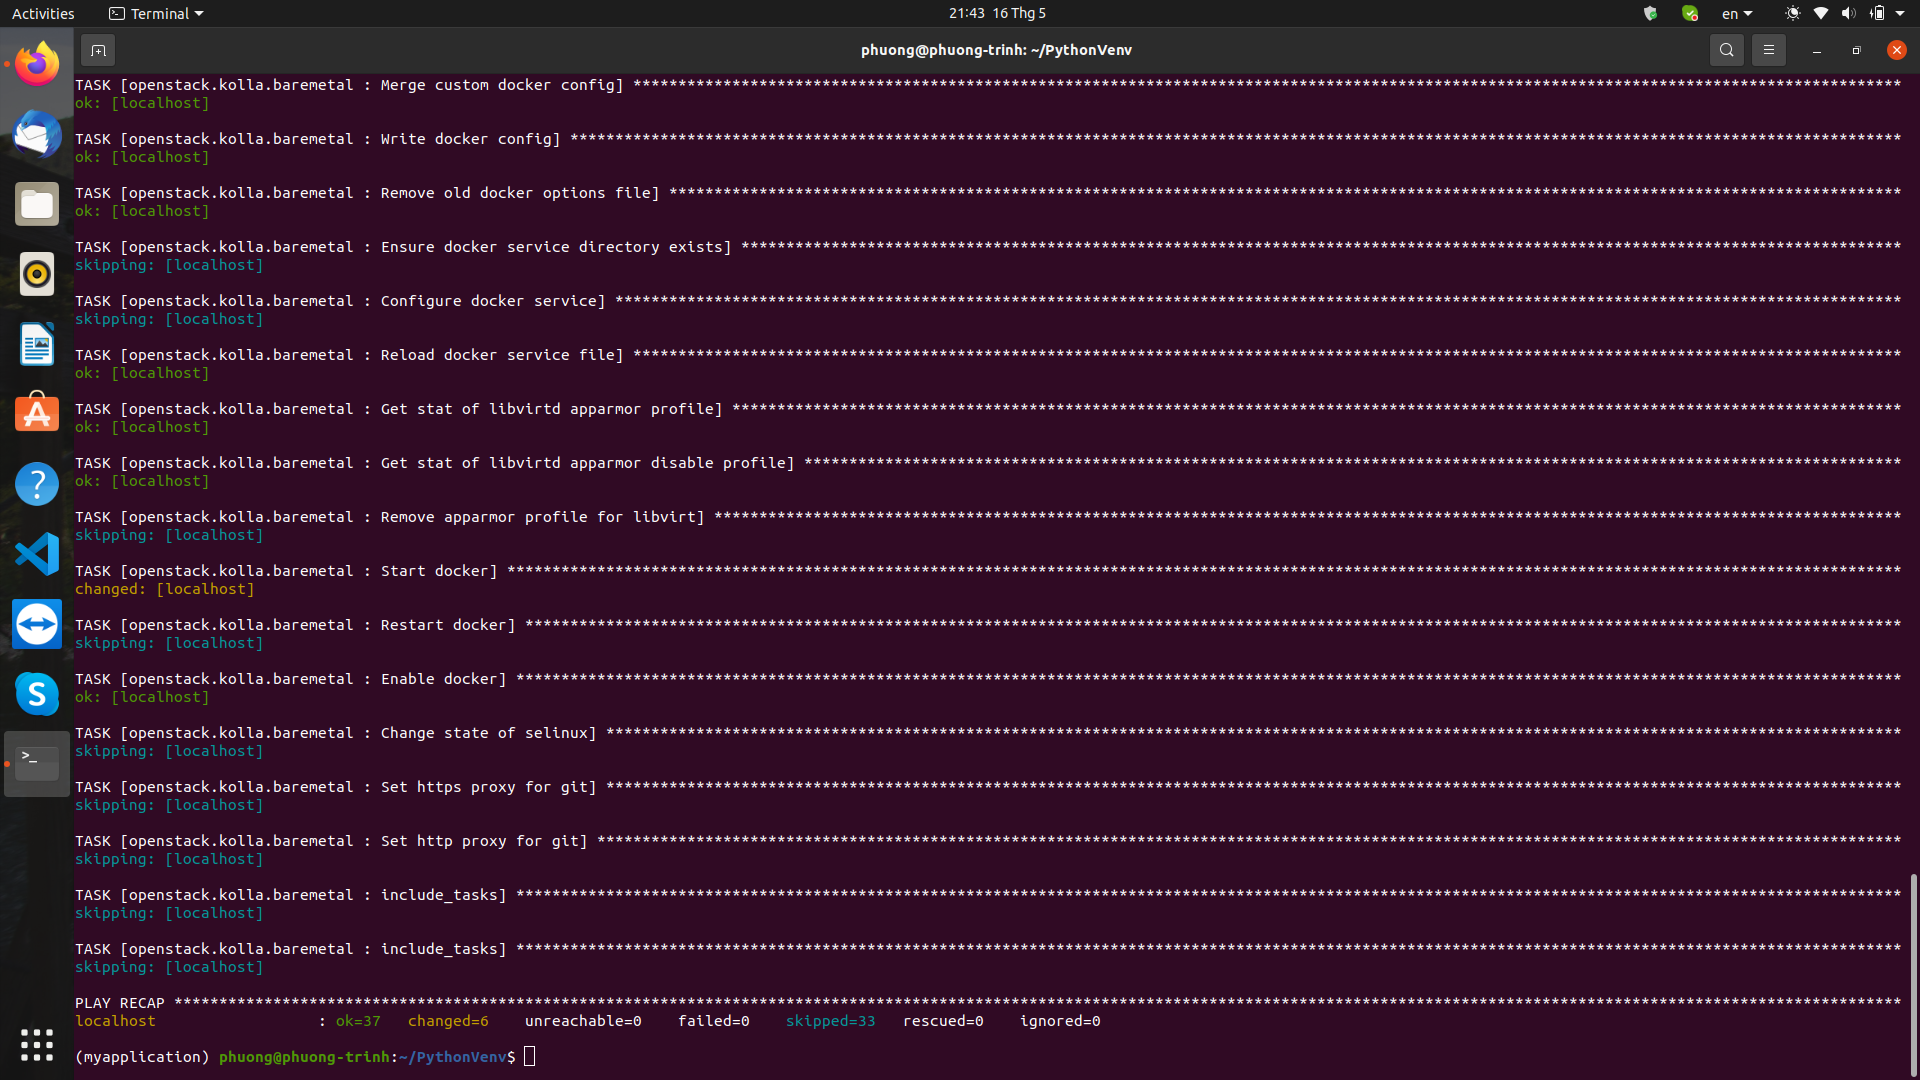 Activities
Terminal
21:43 16 Thg 5
en
phuong@phuong-trinh: ~/PythonVenv
TASK [openstack.kolla.baremetal : Merge custom docker config] ***
ok: [localhost]
TASK [openstack.kolla.baremetal : Write docker config] ***
ok: [localhost]
TASK [openstack.kolla.baremetal : Remove old docker options file] ***
ok: [localhost]
TASK [openstack.kolla.baremetal : Ensure docker service directory exists] ***
skipping: [localhost]
TASK [openstack.kolla.baremetal : Configure docker service] ***
skipping: [localhost]
TASK [openstack.kolla.baremetal : Reload docker service file] ***
ok: [localhost]
TASK [openstack.kolla.baremetal : Get stat of libvirtd apparmor profile] ***
ok: [localhost]
TASK [openstack.kolla.baremetal : Get stat of libvirtd apparmor disable profile] ***
ok: [localhost]
TASK [openstack.kolla.baremetal : Remove apparmor profile for libvirt] ***
skipping: [localhost]
TASK [openstack.kolla.baremetal : Start docker] ***
changed: [localhost]
TASK [openstack.kolla.baremetal : Restart docker] ***
skipping: [localhost]
TASK [openstack.kolla.baremetal : Enable docker] ***
ok: [localhost]
TASK [openstack.kolla.baremetal : Change state of selinux] ***
skipping: [localhost]
TASK [openstack.kolla.baremetal : Set https proxy for git] ***
skipping: [localhost]
TASK [openstack.kolla.baremetal : Set http proxy for git] ***
skipping: [localhost]
TASK [openstack.kolla.baremetal : include_tasks] ***
skipping: [localhost]
TASK [openstack.kolla.baremetal : include_tasks] ***
skipping: [localhost]
PLAY RECAP ***
localhost : ok=37 changed=6 unreachable=0 failed=0 skipped=33 rescued=0 ignored=0
(myapplication) phuong@phuong-trinh:~/PythonVenv$